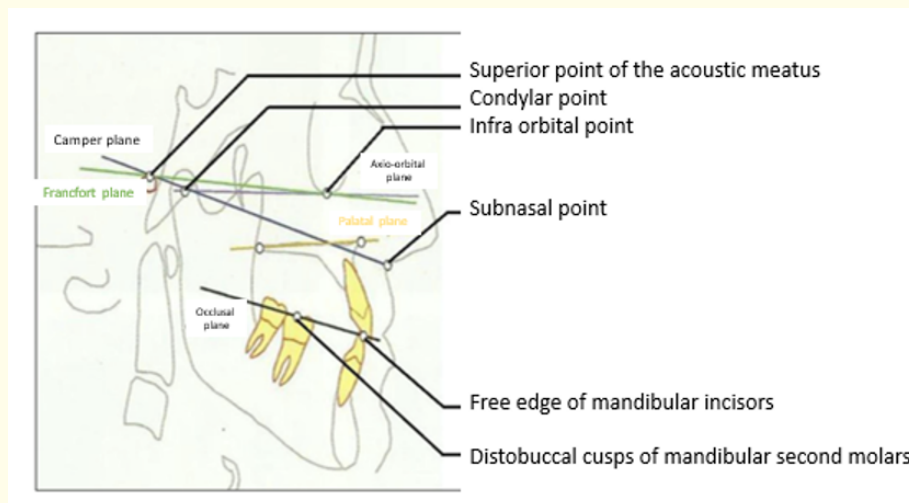 Superior point of the acoustic meatus
Condylar point
Infra orbital point
Camper plane
Axio-orbital
plane
Francfort plane
Subnasal point
Palatal plane
Occlusal
plane
Free edge of mandibular incisors
Distobuccal cusps of mandibular second molars